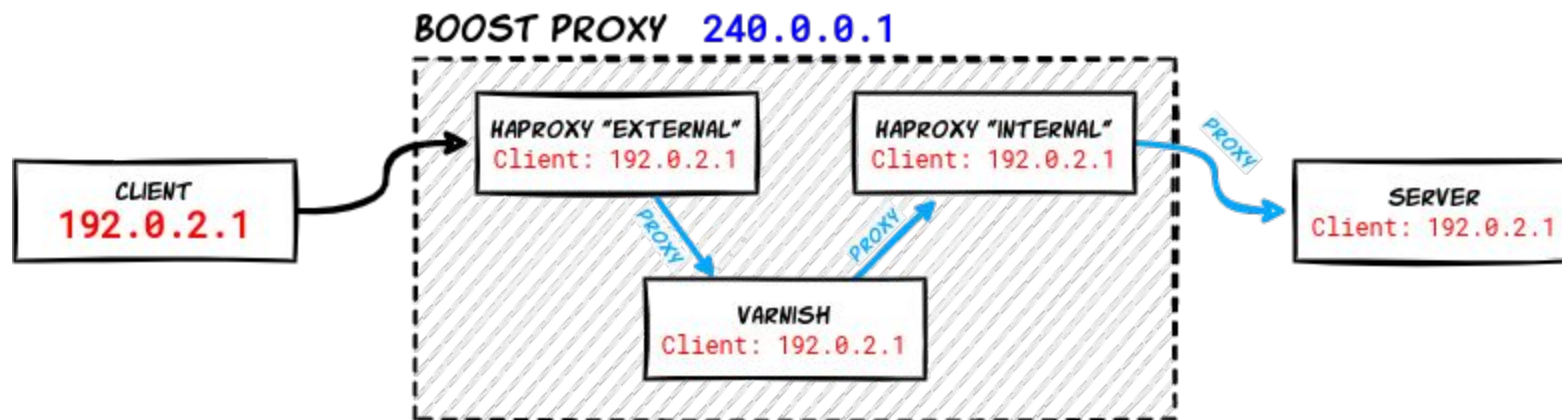 BOOST PROXY 240.0.0.1
HAPROXY "EXTERNAL"
Client: 192.0.2.1
HAPROXY "INTERNAL"
Client: 192.0.2.1
PROXY
CLIENT
192.0.2.1
SERVER
Client: 192.0.2.1
PROXY
PROXY
VARNISH
Client: 192.0.2.1